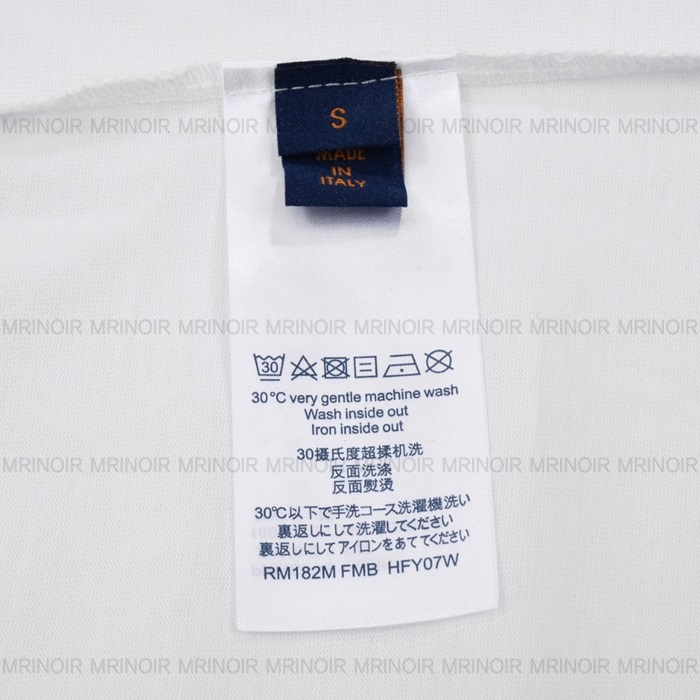 MRINOIR MRINOIR MRINOIR MRINOIR MRINOIR MRINOIR MRINOIR MRINOIR
S
MADE
IN
ITALY
MRINOIR MRINOIR MRINOIR MRINOIR MRINOIR MRINOIR MRINOIR MRINOIR
30
30°C very gentle machine wash
Wash inside out
Iron inside out
30摄氏度超揉机洗
MRINOIR MRINOIR MRINOIR MRINOIR MRINOIR MRINOIR MRINOIR MRINOIR
反面洗涤
反面熨烫
30℃以下で手洗コース洗濯機洗い
裏返しにして洗濯してください
裏返しにしてアイロンをあててください
RM182M FMB HFY07W
MRINOIR MRINOIR MRINOIR MRINOIR MRINOIR MRINOIR MRINOIR MRINOIR